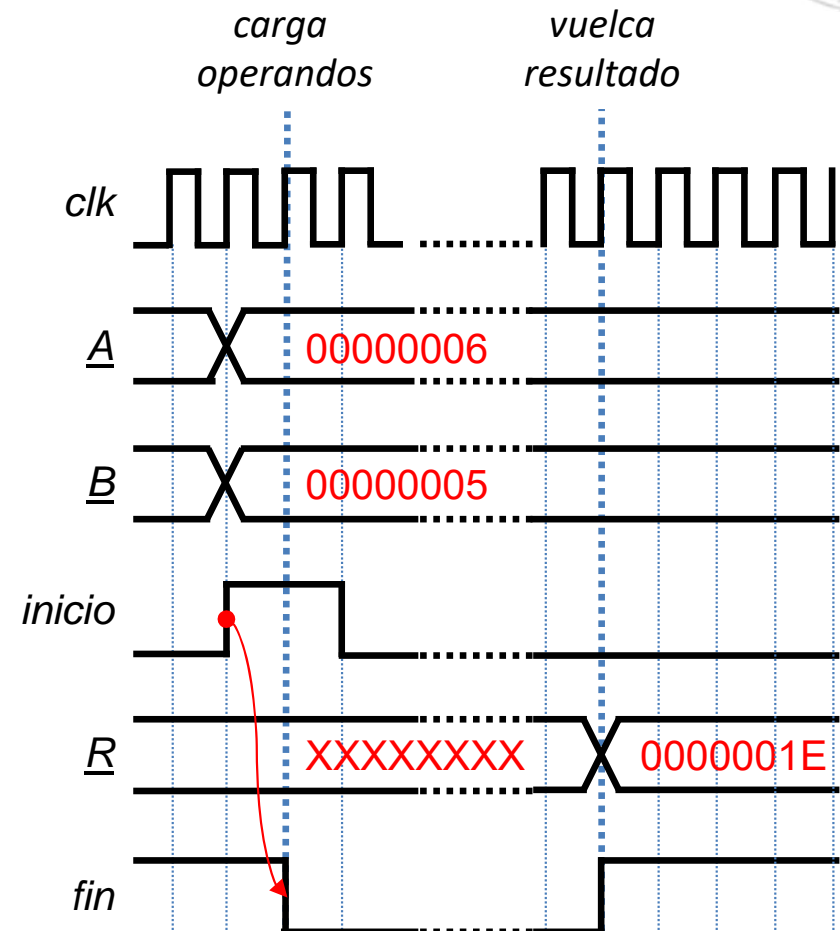 carga
operandos
vuelca
resultado
clk
A
00000006
B
00000005
inicio
R
XXXXXXXX
0000001E
fin